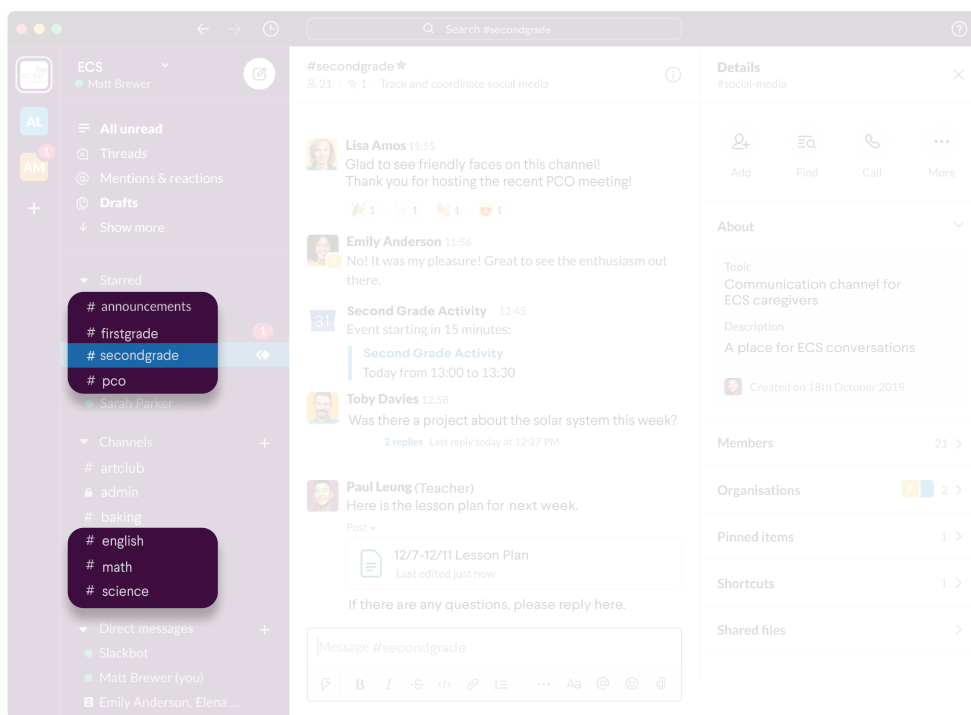 Search #secondgrade
ECS
Matt Brewer
AL
AM
1
All unread
Threads
Mentions & reactions
Drafts
Show more
Starred
# announcements
# firstgrade
1
# secondgrade
# pco
Sarah Parker
Channels
# artclub
admin
# baking
# english
# math
# science
Direct messages
Slackbot
Matt Brewer (you)
2 Emily Anderson, Elena ...
#secondgrade
21 | 1 | Track and coordinate social media
Lisa Amos 11:55
Glad to see friendly faces on this channel!
Thank you for hosting the recent PCO meeting!
1 1 1 1
Emily Anderson 11:56
No! It was my pleasure! Great to see the enthusiasm out
there.
31
Second Grade Activity 12:45
Event starting in 15 minutes:
Second Grade Activity
Today from 13:00 to 13:30
Toby Davies 12:58
Was there a project about the solar system this week?
2 replies Last reply today at 12:27 PM
Paul Leung (Teacher)
Here is the lesson plan for next week.
Post
12/7-12/11 Lesson Plan
Last edited just now
If there are any questions, please reply here.
Message #secondgrade
B I S </> ... Aa @
Details
#social-media
Add Find Call More
About
Topic
Communication channel for
ECS caregivers
Description
A place for ECS conversations
Created on 18th October 2019
Members 21
Organisations 2
Pinned items 1
Shortcuts 1
Shared files